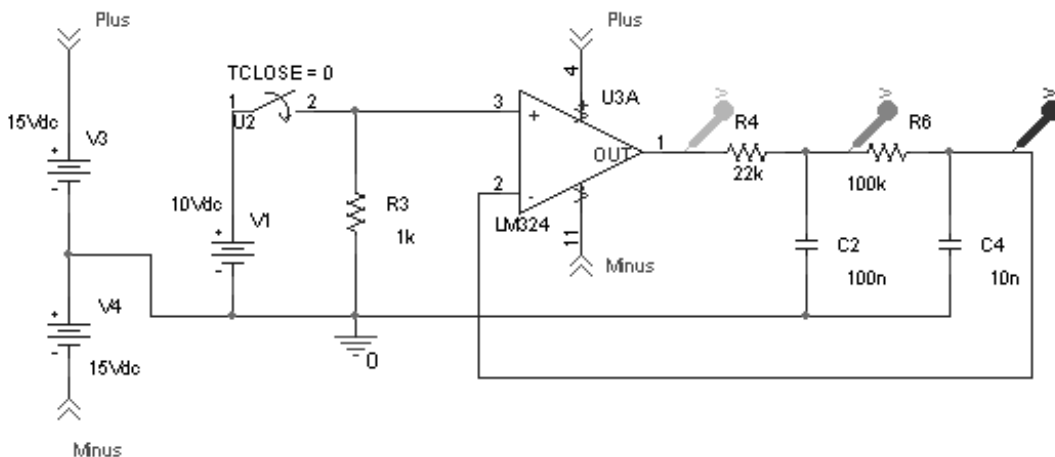 Plus
Plus
TCLOSE = 0
4
U3A
V
V
V
15Vdc
V3
+
-
1
2
U2
3
+
OUT
1
R4
22k
R6
100k
10Vdc
V1
+
-
R3
1k
2
-
LM324
11
Minus
C2
100n
C4
10n
V4
+
-
15Vdc
0
Minus